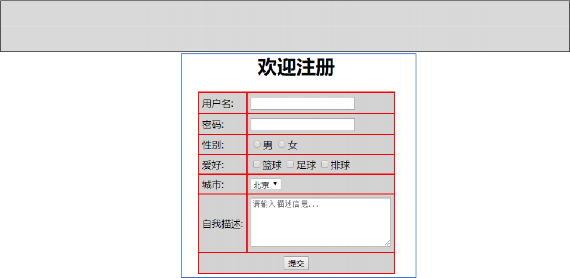 欢迎注册
用户名:
密码:
性别: 男 女
爱好: 篮球 足球 排球
城市: 北京
自我描述: 请输入描述信息...
提交